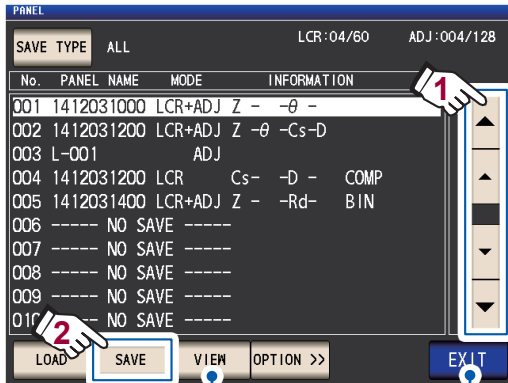 PANEL
SAVE TYPE ALL LCR:04/60 ADJ:004/128
No. PANEL NAME MODE INFORMATION
1
001 1412031000 LCR+ADJ Z - -θ -
002 1412031200 LCR+ADJ Z -θ -Cs-D
003 L-001 ADJ
004 1412031200 LCR Cs- -D - COMP
005 1412031400 LCR+ADJ Z - -Rd- BIN
006 ----- NO SAVE -----
007 ----- NO SAVE -----
008 ----- NO SAVE -----
009 ----- NO SAVE -----
010 ----- NO SAVE -----
2
LOAD SAVE VIEW OPTION >> EXIT